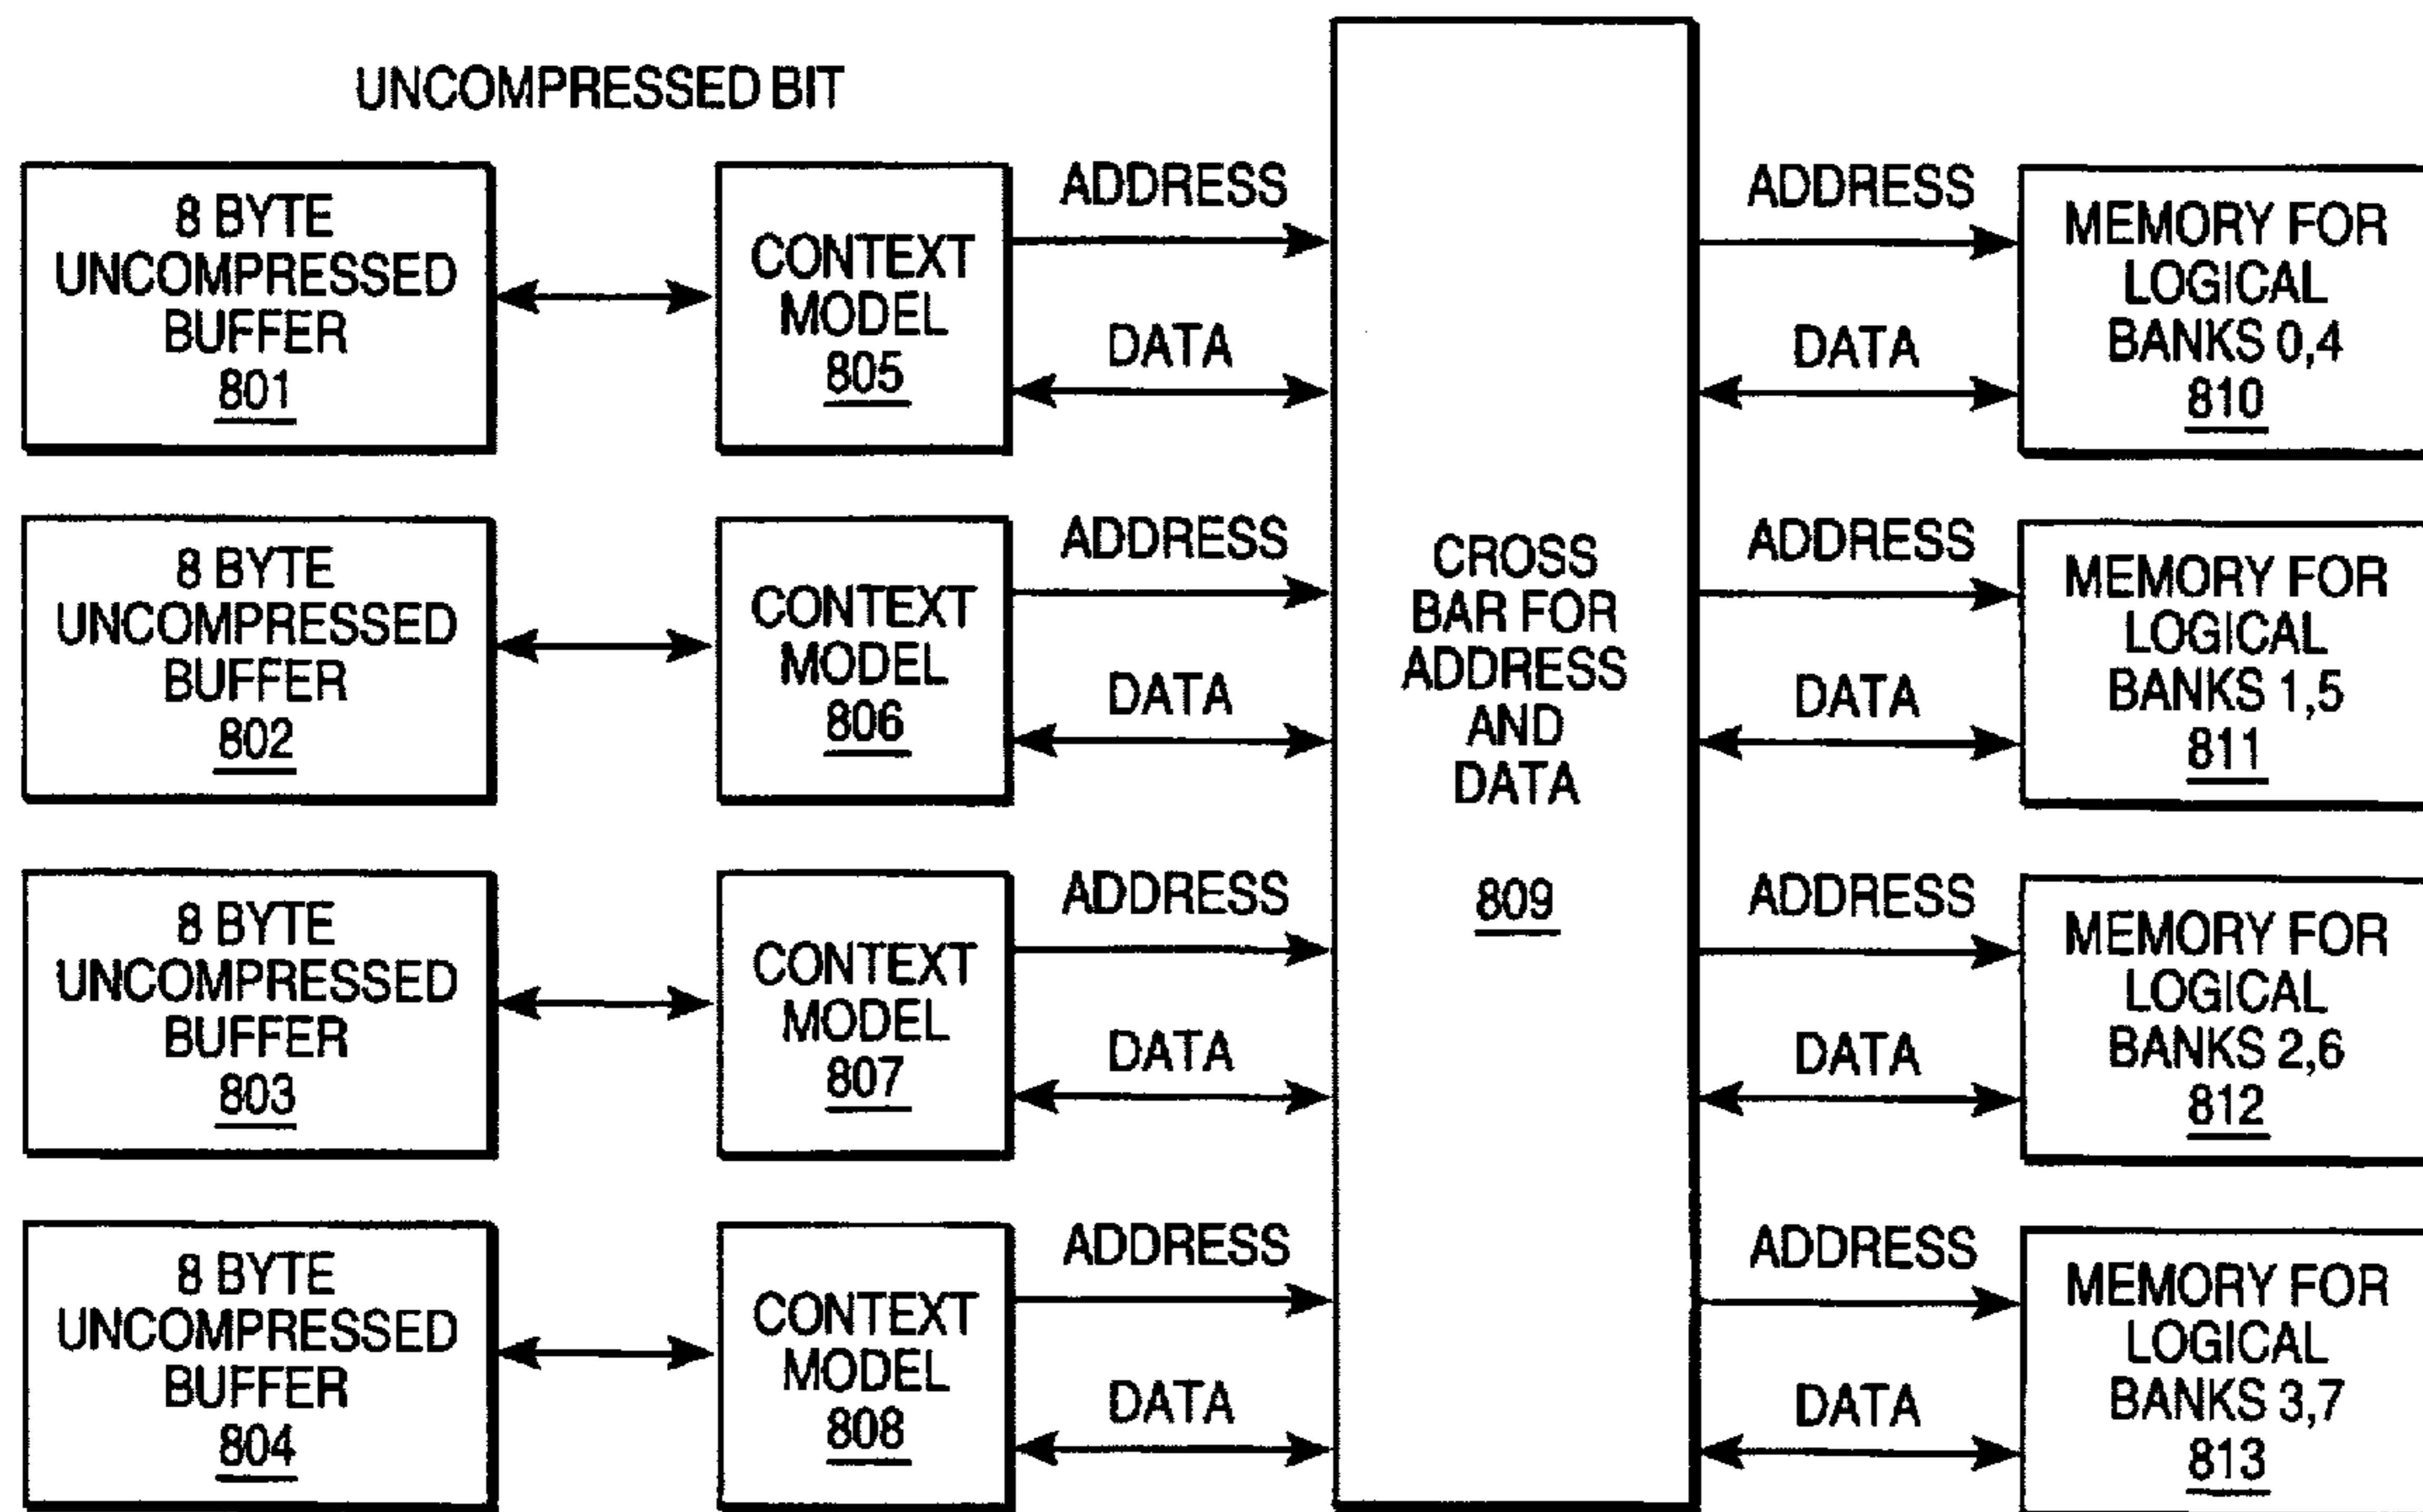 UNCOMPRESSED BIT
8 BYTE
UNCOMPRESSED
BUFFER
801
CONTEXT
MODEL
805
ADDRESS
DATA
8 BYTE
UNCOMPRESSED
BUFFER
802
CONTEXT
MODEL
806
ADDRESS
DATA
8 BYTE
UNCOMPRESSED
BUFFER
803
CONTEXT
MODEL
807
ADDRESS
DATA
8 BYTE
UNCOMPRESSED
BUFFER
804
CONTEXT
MODEL
808
ADDRESS
DATA
CROSS
BAR FOR
ADDRESS
AND
DATA
809
ADDRESS
DATA
MEMORY FOR
LOGICAL
BANKS 0,4
810
ADDRESS
DATA
MEMORY FOR
LOGICAL
BANKS 1,5
811
ADDRESS
DATA
MEMORY FOR
LOGICAL
BANKS 2,6
812
ADDRESS
DATA
MEMORY FOR
LOGICAL
BANKS 3,7
813